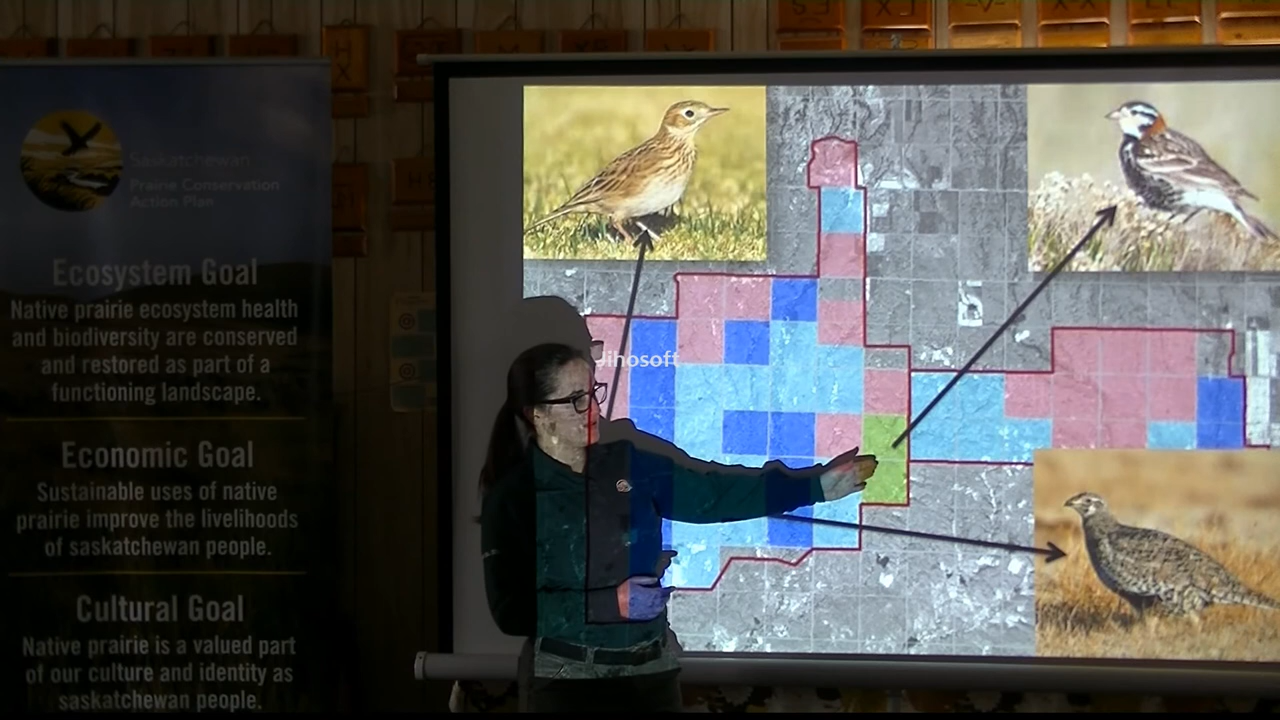 Saskatchewan
Prairie Conservation
Action Plan
Ecosystem Goal
Native prairie ecosystem health
and biodiversity are conserved
and restored as part of a
functioning landscape.
Economic Goal
Sustainable uses of native
prairie improve the livelihoods
of saskatchewan people.
Cultural Goal
Native prairie is a valued part
of our culture and identity as
saskatchewan people.
Jihosoft